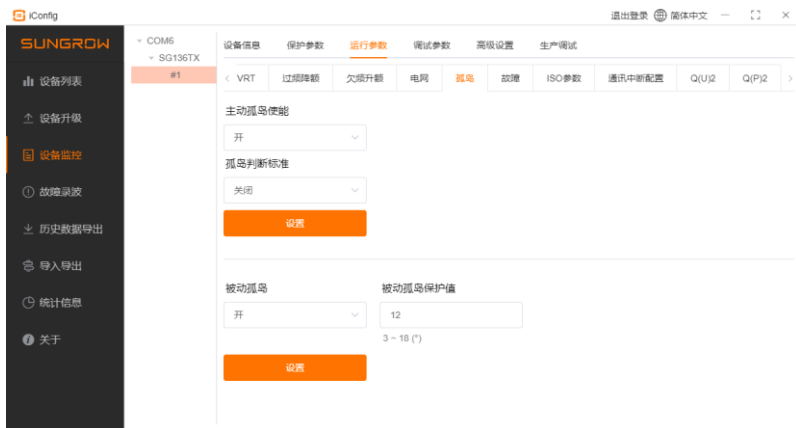 iConfig
退出登录 简体中文
SUNGROW
设备列表
设备升级
设备监控
故障录波
历史数据导出
导入导出
统计信息
关于
COM6
SG136TX
#1
设备信息 保护参数 运行参数 调试参数 高级设置 生产调试
VRT 过频降额 欠频升额 电网 孤岛 故障 ISO参数 通讯中断配置 Q(U)2 Q(P)2
主动孤岛使能
开
孤岛判断标准
关闭
设置
被动孤岛 被动孤岛保护值
开 12
3 ~ 18 (°)
设置